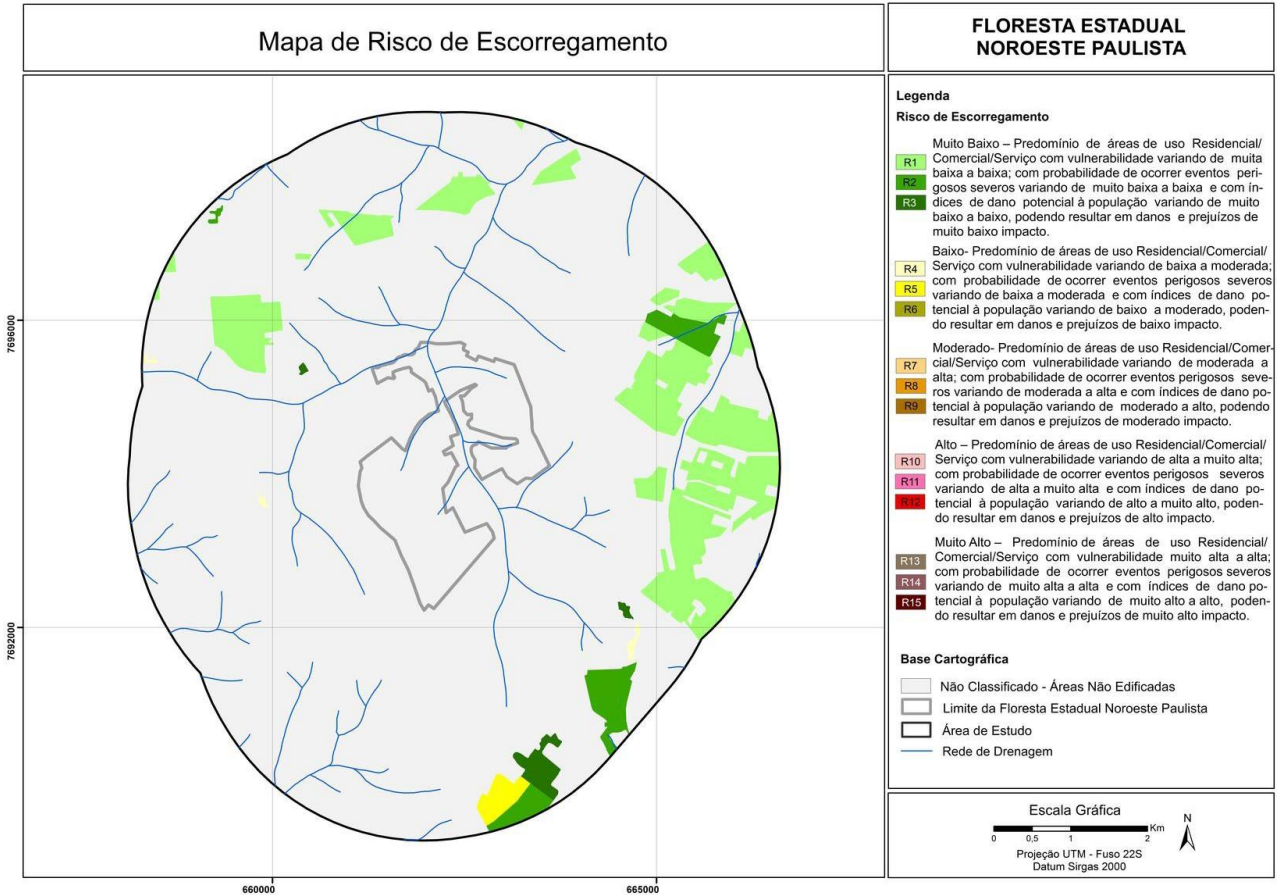 Mapa de Risco de Escorregamento
FLORESTA ESTADUAL
NOROESTE PAULISTA
Legenda
Risco de Escorregamento
Muito Baixo – Predomínio de áreas de uso Residencial/
R1 Comercial/Serviço com vulnerabilidade variando de muita
baixa a baixa; com probabilidade de ocorrer eventos peri-
R2 gosos severos variando de muito baixa a baixa e com ín-
R3 dices de dano potencial à população variando de muito
baixo a baixo, podendo resultar em danos e prejuízos de
muito baixo impacto.
Baixo- Predomínio de áreas de uso Residencial/Comercial/
R4 Serviço com vulnerabilidade variando de baixa a moderada;
com probabilidade de ocorrer eventos perigosos severos
R5 variando de baixa a moderada e com índices de dano po-
R6 tencial à população variando de baixo a moderado, poden-
do resultar em danos e prejuízos de baixo impacto.
Moderado- Predomínio de áreas de uso Residencial/Comer-
R7 cial/Serviço com vulnerabilidade variando de moderada a
alta; com probabilidade de ocorrer eventos perigosos seve-
R8 ros variando de moderada a alta e com índices de dano po-
R9 tencial à população variando de moderado a alto, podendo
resultar em danos e prejuízos de moderado impacto.
Alto – Predomínio de áreas de uso Residencial/Comercial/
R10 Serviço com vulnerabilidade variando de alta a muito alta;
com probabilidade de ocorrer eventos perigosos severos
R11 variando de alta a muito alta e com índices de dano po-
R12 tencial à população variando de alto a muito alto, poden-
do resultar em danos e prejuízos de alto impacto.
Muito Alto – Predomínio de áreas de uso Residencial/
R13 Comercial/Serviço com vulnerabilidade muito alta a alta;
com probabilidade de ocorrer eventos perigosos severos
R14 variando de muito alta a alta e com índices de dano po-
R15 tencial à população variando de muito alto a alto, poden-
do resultar em danos e prejuízos de muito alto impacto.
Base Cartográfica
Não Classificado - Áreas Não Edificadas
Limite da Floresta Estadual Noroeste Paulista
Área de Estudo
Rede de Drenagem
Escala Gráfica
Km
0 0,5 1 2
N
Projeção UTM - Fuso 22S
Datum Sirgas 2000
7696000
7692000
660000
665000